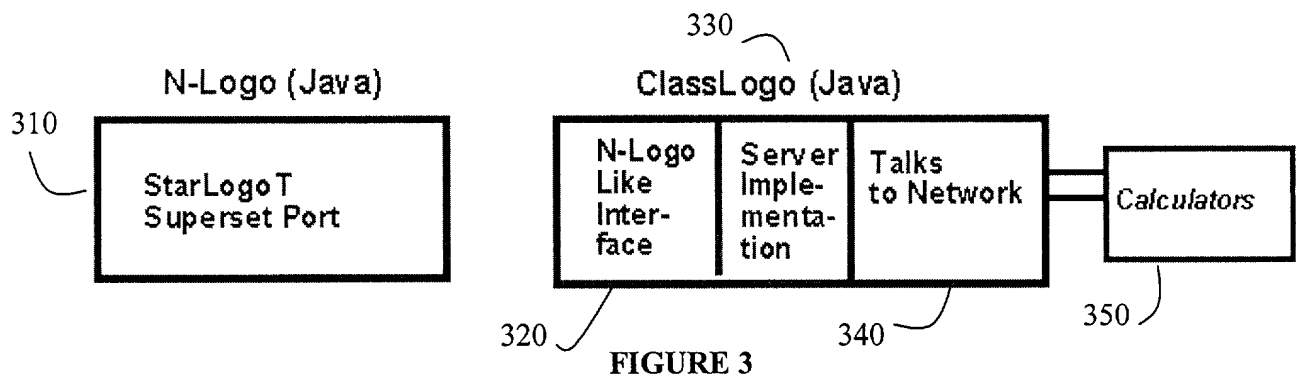 330
N-Logo (Java)
ClassLogo (Java)
310
StarLogoT
Superset Port
N-Logo
Like
Inter-
face
Server
Imple-
menta-
tion
Talks
to Network
Calculators
320
340
350
FIGURE 3